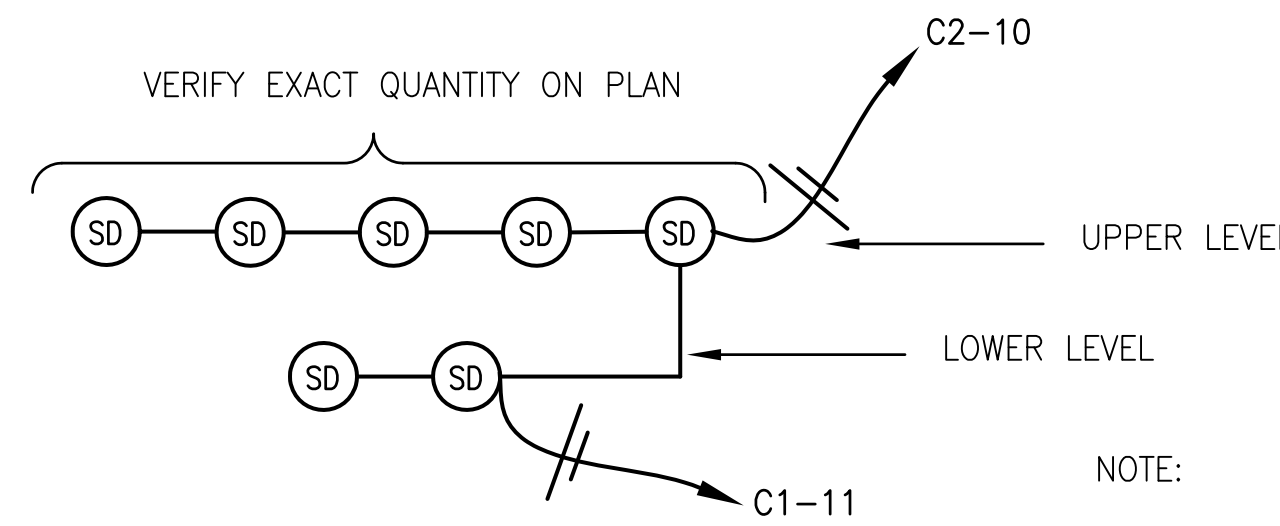 C2-10
VERIFY EXACT QUANTITY ON PLAN
SD SD SD SD SD
UPPER LEVEL
LOWER LEVEL
SD SD
NOTE:
C1-11